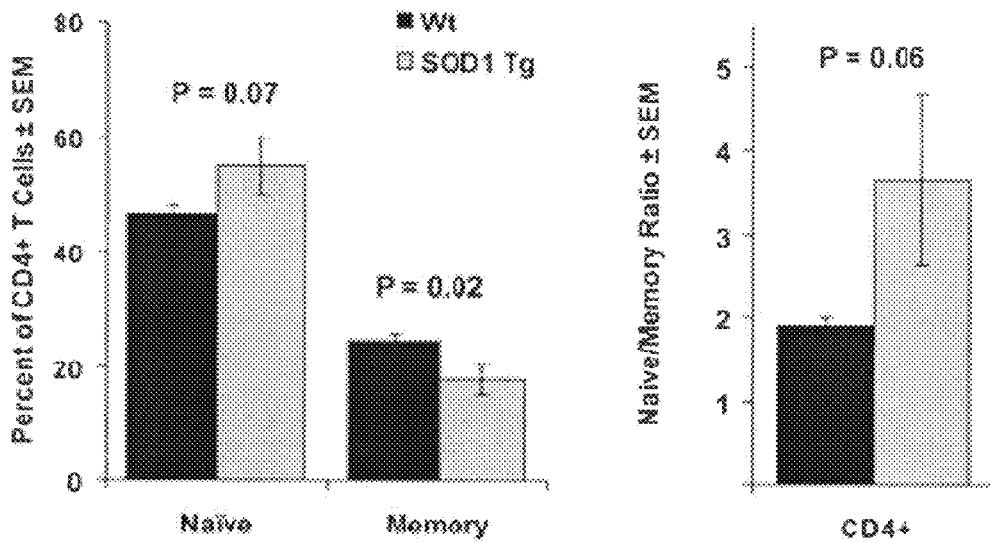 Percent of CD4+ T Cells ± SEM
80
60
40
20
0
Wt
SOD1 Tg
P = 0.07
P = 0.02
Naïve
Memory
Naive/Memory Ratio ± SEM
5
4
3
2
1
P = 0.06
CD4+